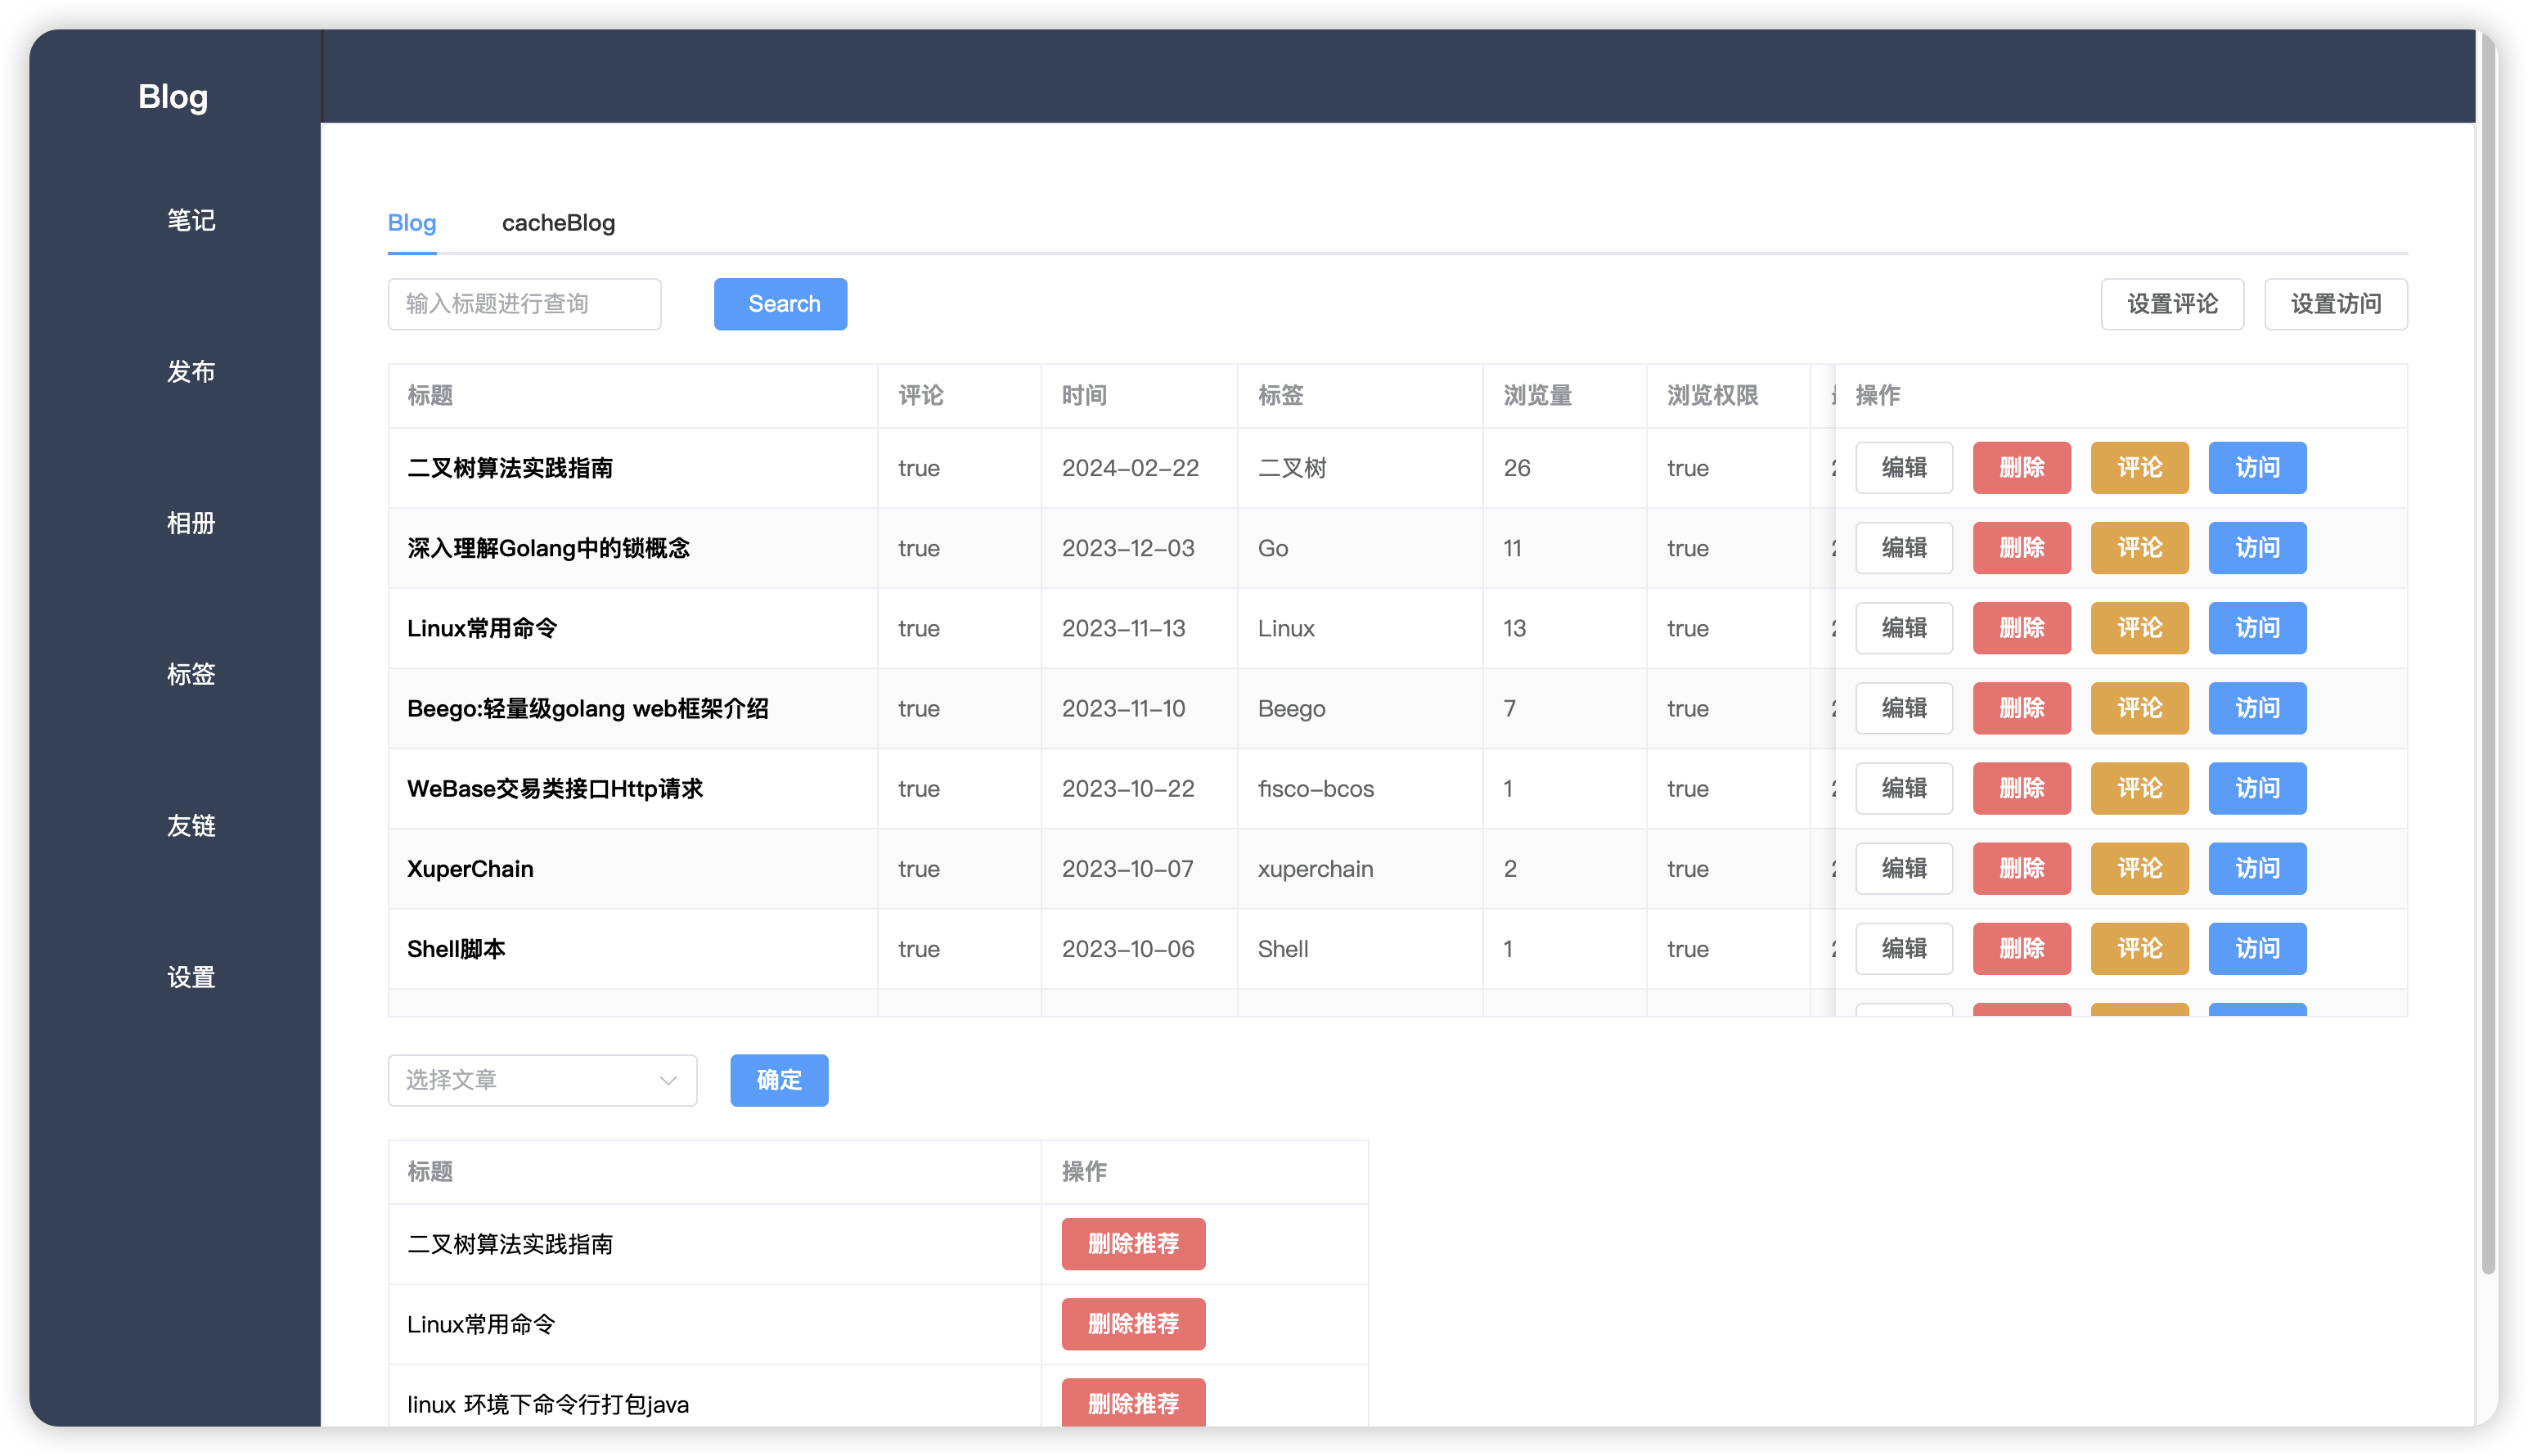 Blog
笔记
发布
相册
标签
友链
设置
Blog cacheBlog
输入标题进行查询 Search 设置评论 设置访问
标题 评论 时间 标签 浏览量 浏览权限 操作
二叉树算法实践指南 true 2024-02-22 二叉树 26 true 编辑 删除 评论 访问
深入理解Golang中的锁概念 true 2023-12-03 Go 11 true 编辑 删除 评论 访问
Linux常用命令 true 2023-11-13 Linux 13 true 编辑 删除 评论 访问
Beego:轻量级golang web框架介绍 true 2023-11-10 Beego 7 true 编辑 删除 评论 访问
WeBase交易类接口Http请求 true 2023-10-22 fisco-bcos 1 true 编辑 删除 评论 访问
XuperChain true 2023-10-07 xuperchain 2 true 编辑 删除 评论 访问
Shell脚本 true 2023-10-06 Shell 1 true 编辑 删除 评论 访问
选择文章 确定
标题 操作
二叉树算法实践指南 删除推荐
Linux常用命令 删除推荐
linux 环境下命令行打包java 删除推荐